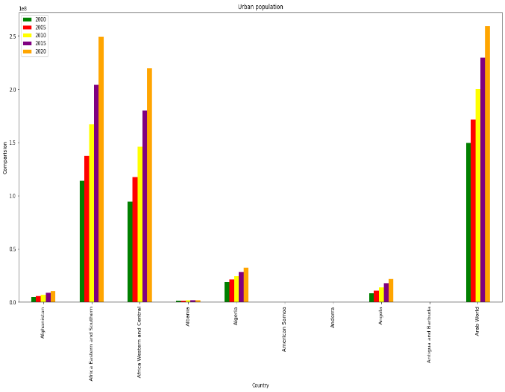 Urban population
1e8
2000
2005
2010
2015
2020
2.5
2.0
1.5
1.0
0.5
0.0
Comparision
Afghanistan
Africa Eastern and Southern
Africa Western and Central
Albania
Algeria
American Samoa
Andorra
Angola
Antigua and Barbuda
Arab World
Country